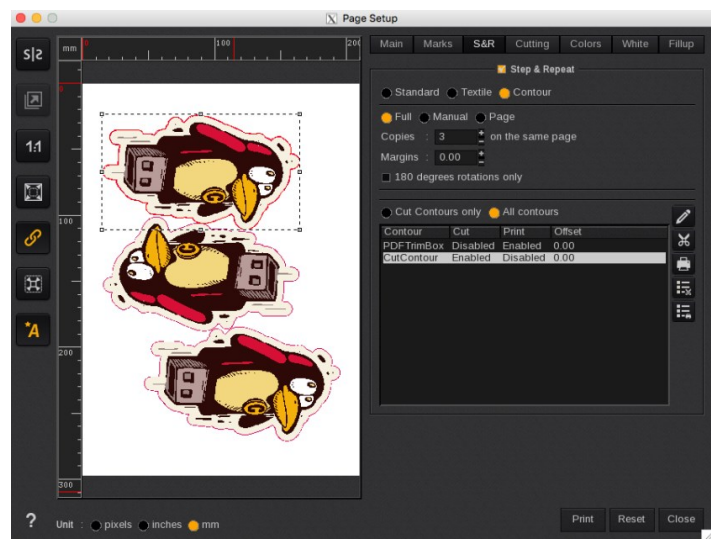 X Page Setup
S|S
mm 0 100 200
Main Marks S&R Cutting Colors White Fillup
Step & Repeat
Standard Textile Contour
0
Full Manual Page
Copies : 3 on the same page
1:1
Margins : 0.00
180 degrees rotations only
100
Cut Contours only All contours
Contour Cut Print Offset
PDFTrimBox Disabled Enabled 0.00
CutContour Enabled Disabled 0.00
C
C
*A
200
C
300
? Unit : pixels inches mm
Print Reset Close